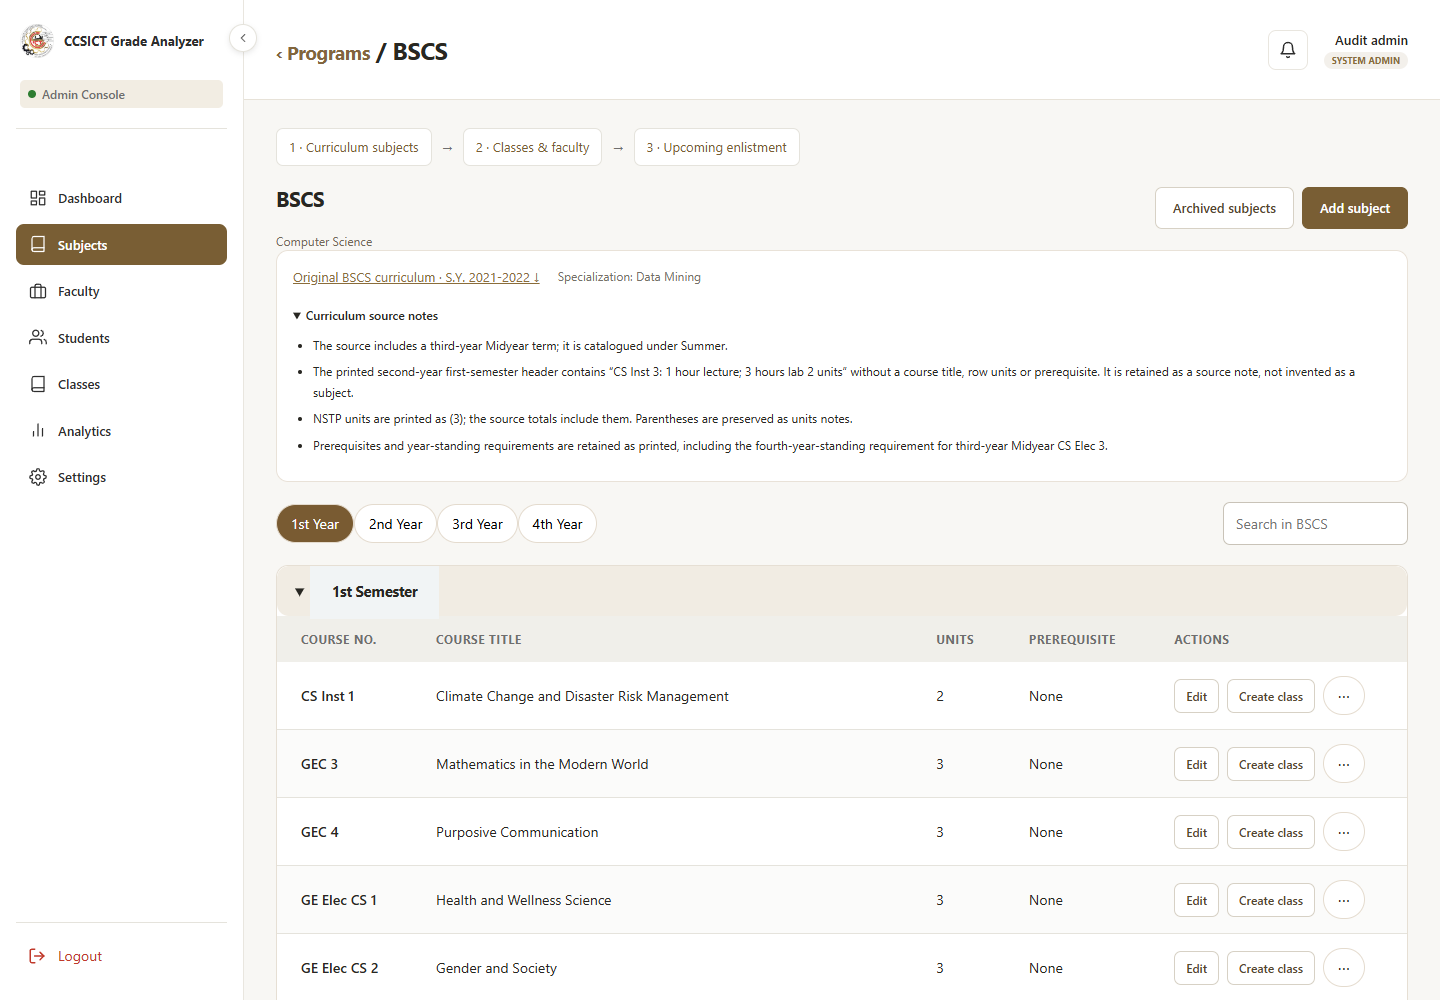 CCSICT Grade Analyzer
Admin Console
Dashboard
Subjects
Faculty
Students
Classes
Analytics
Settings
Logout
‹ Programs / BSCS
Audit admin
SYSTEM ADMIN
1 · Curriculum subjects → 2 · Classes & faculty → 3 · Upcoming enlistment
BSCS
Computer Science
Archived subjects
Add subject
Original BSCS curriculum · S.Y. 2021-2022 ↓ Specialization: Data Mining
▼ Curriculum source notes
• The source includes a third-year Midyear term; it is catalogued under Summer.
• The printed second-year first-semester header contains “CS Inst 3: 1 hour lecture; 3 hours lab 2 units” without a course title, row units or prerequisite. It is retained as a source note, not invented as a
subject.
• NSTP units are printed as (3); the source totals include them. Parentheses are preserved as units notes.
• Prerequisites and year-standing requirements are retained as printed, including the fourth-year-standing requirement for third-year Midyear CS Elec 3.
1st Year 2nd Year 3rd Year 4th Year
Search in BSCS
▼ 1st Semester
COURSE NO. COURSE TITLE UNITS PREREQUISITE ACTIONS
CS Inst 1 Climate Change and Disaster Risk Management 2 None Edit Create class ...
GEC 3 Mathematics in the Modern World 3 None Edit Create class ...
GEC 4 Purposive Communication 3 None Edit Create class ...
GE Elec CS 1 Health and Wellness Science 3 None Edit Create class ...
GE Elec CS 2 Gender and Society 3 None Edit Create class ...